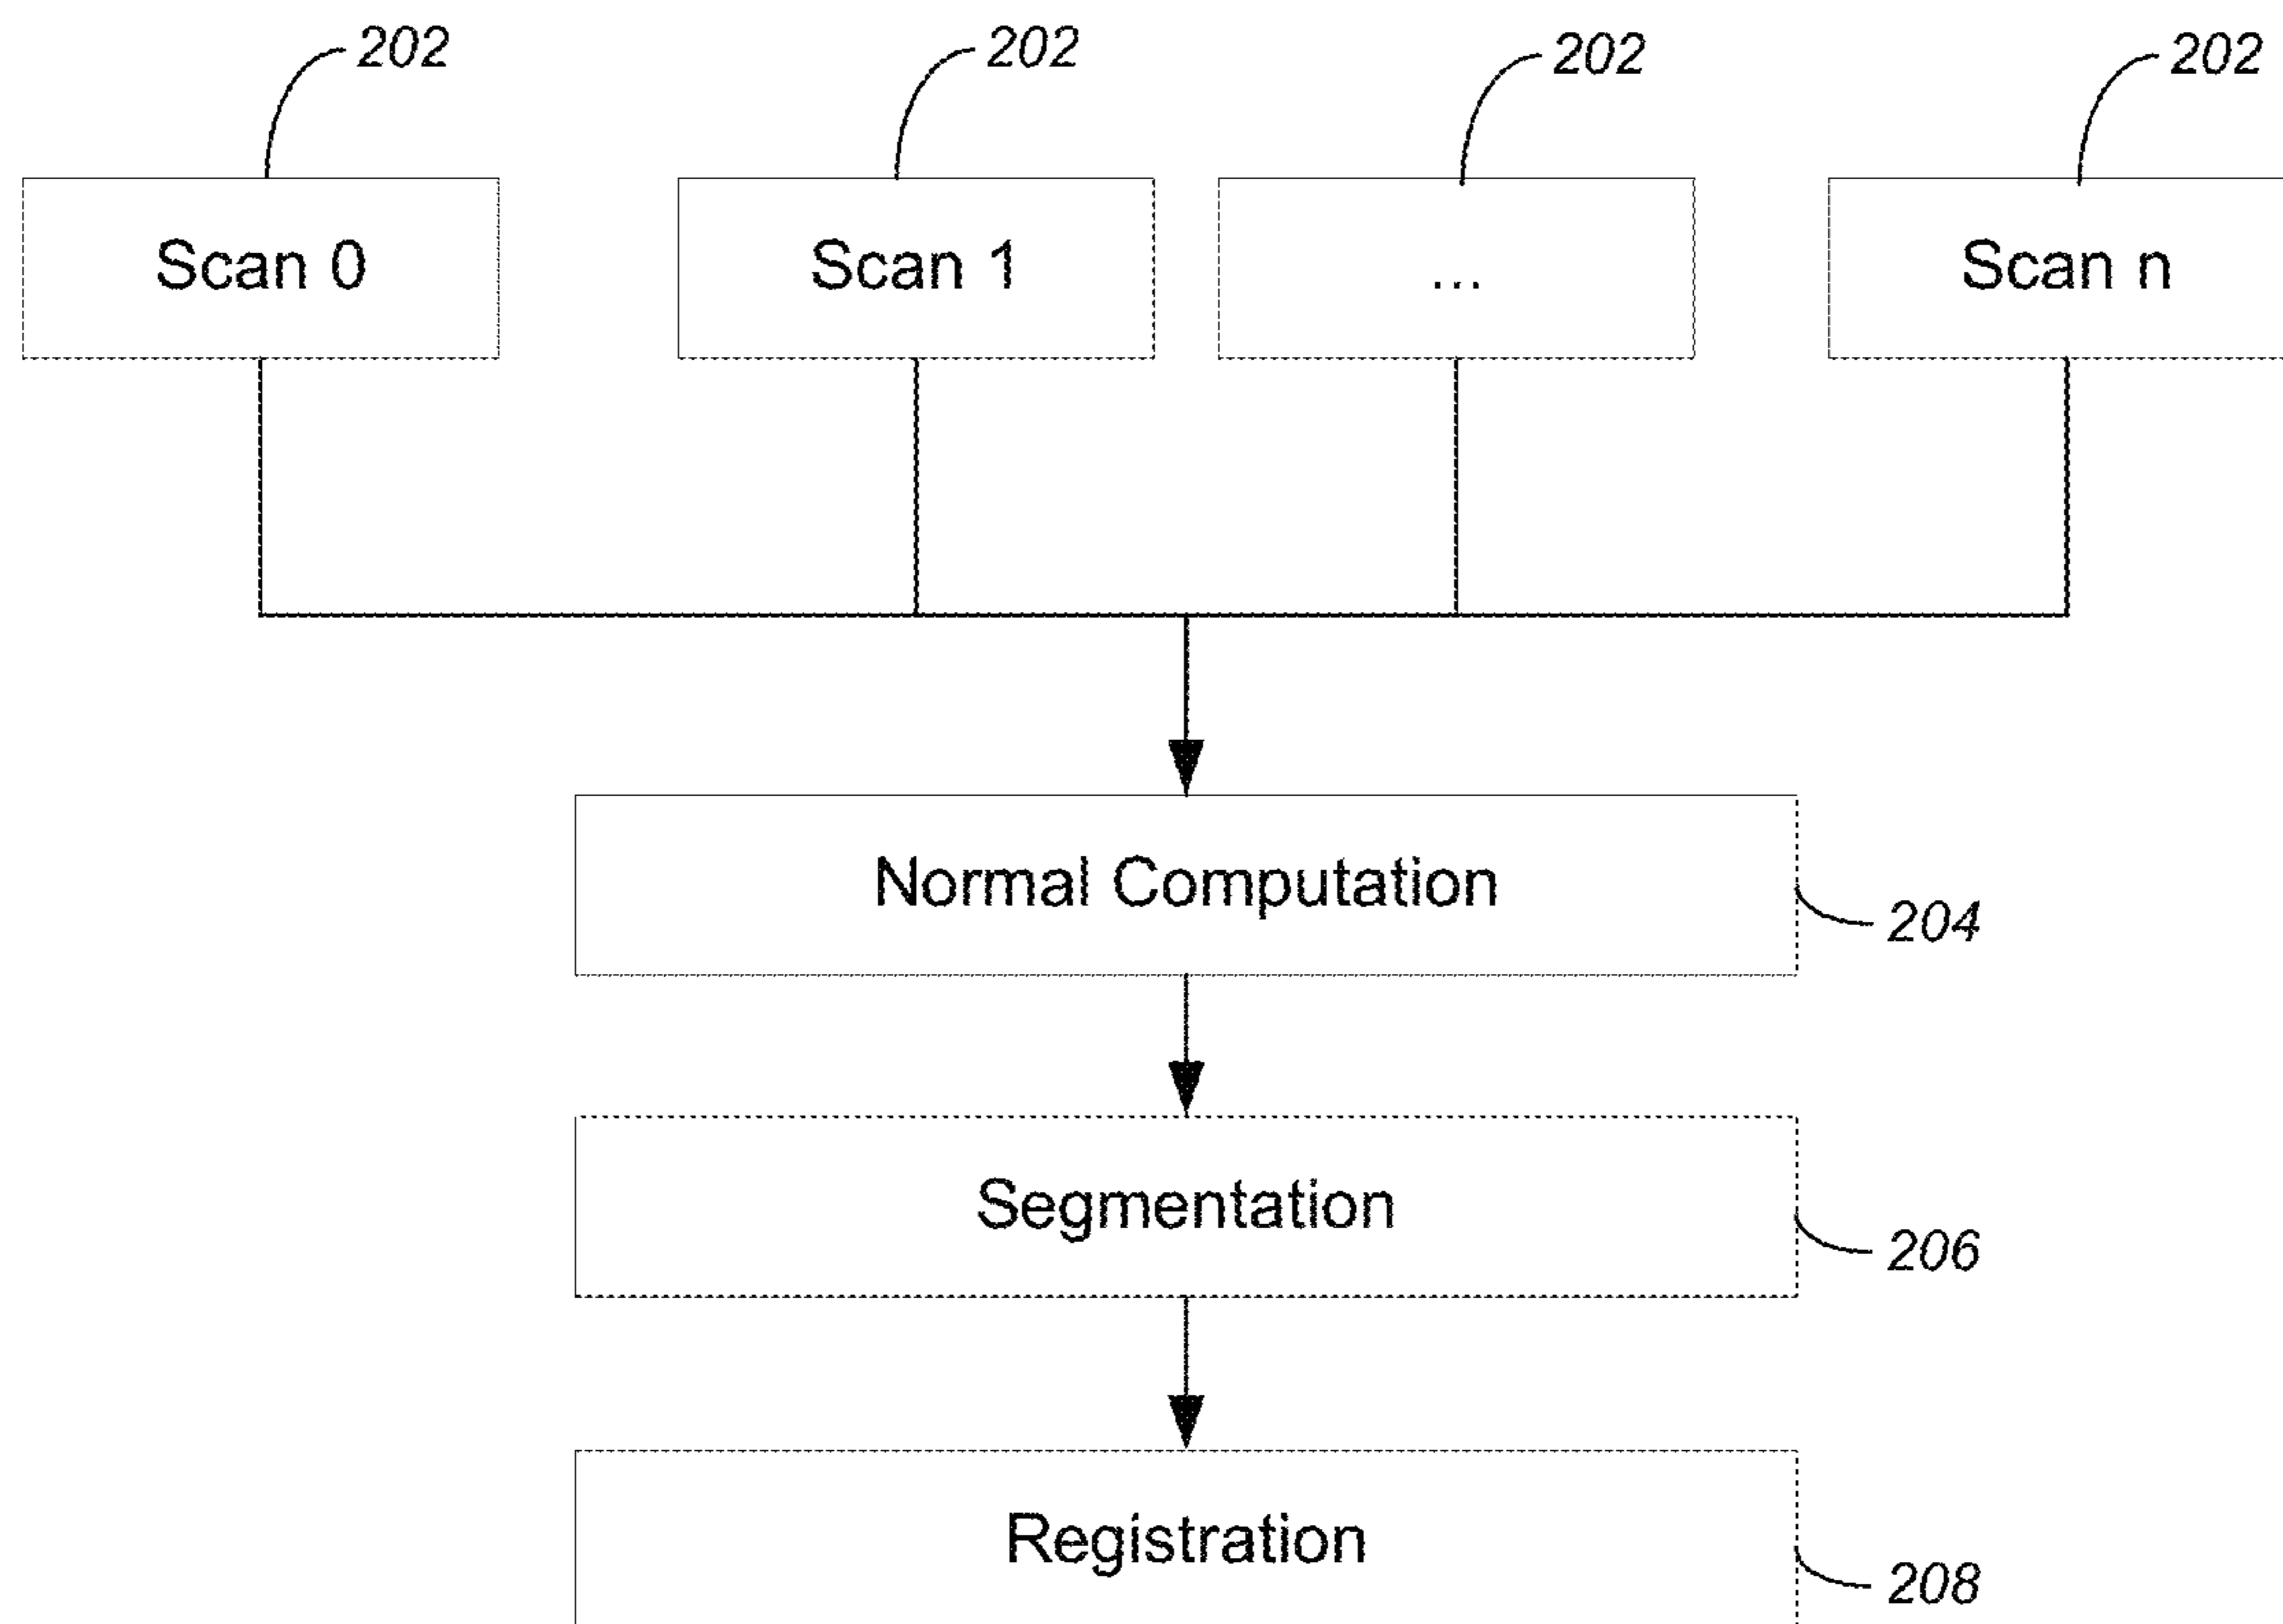 202 202 202 202
Scan 0 Scan 1 ... Scan n
Normal Computation
204
Segmentation
206
Registration
208